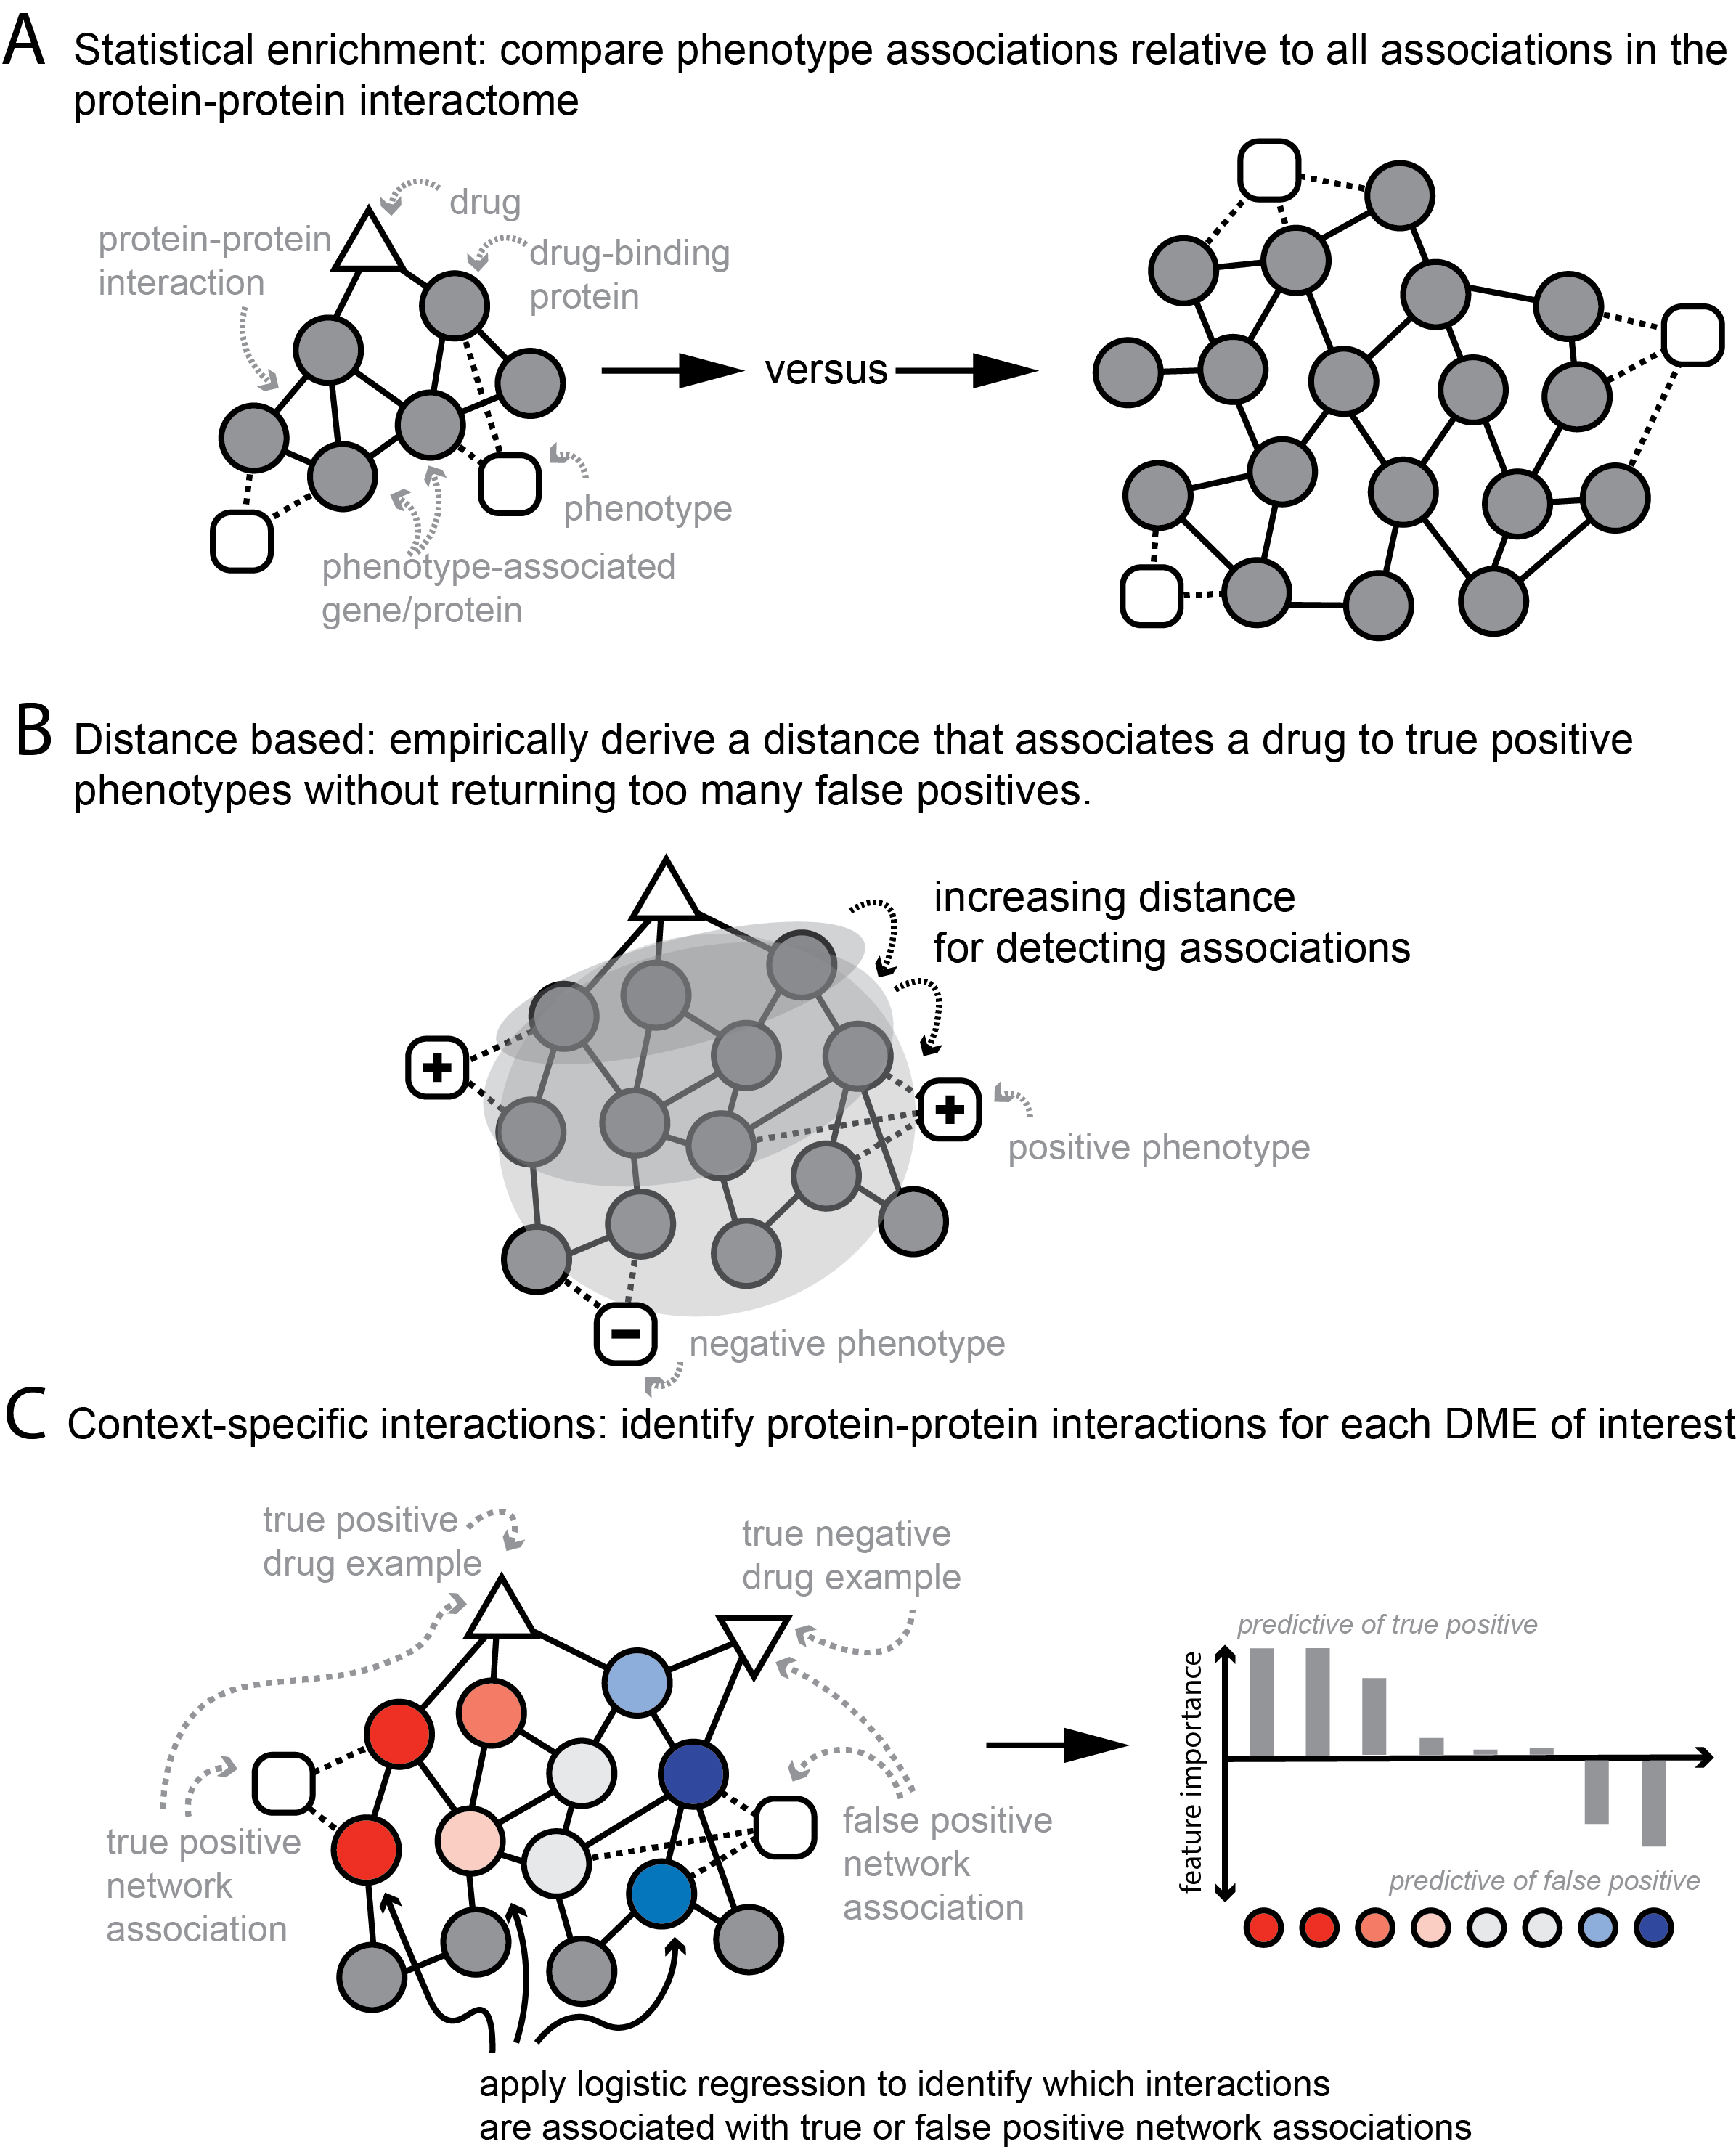 A Statistical enrichment: compare phenotype associations relative to all associations in the
protein-protein interactome
drug
protein-protein
interaction
drug-binding
protein
versus
phenotype
phenotype-associated
gene/protein
B Distance based: empirically derive a distance that associates a drug to true positive
phenotypes without returning too many false positives.
increasing distance
for detecting associations
+
+
positive phenotype
−
negative phenotype
C Context-specific interactions: identify protein-protein interactions for each DME of interest
true positive
drug example
true negative
drug example
predictive of true positive
feature importance
true positive
network
association
false positive
network
association
predictive of false positive
apply logistic regression to identify which interactions
are associated with true or false positive network associations